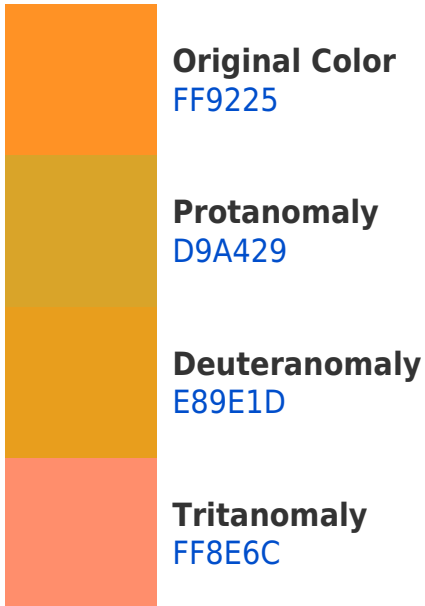 Original Color
FF9225
Protanomaly
D9A429
Deuteranomaly
E89E1D
Tritanomaly
FF8E6C